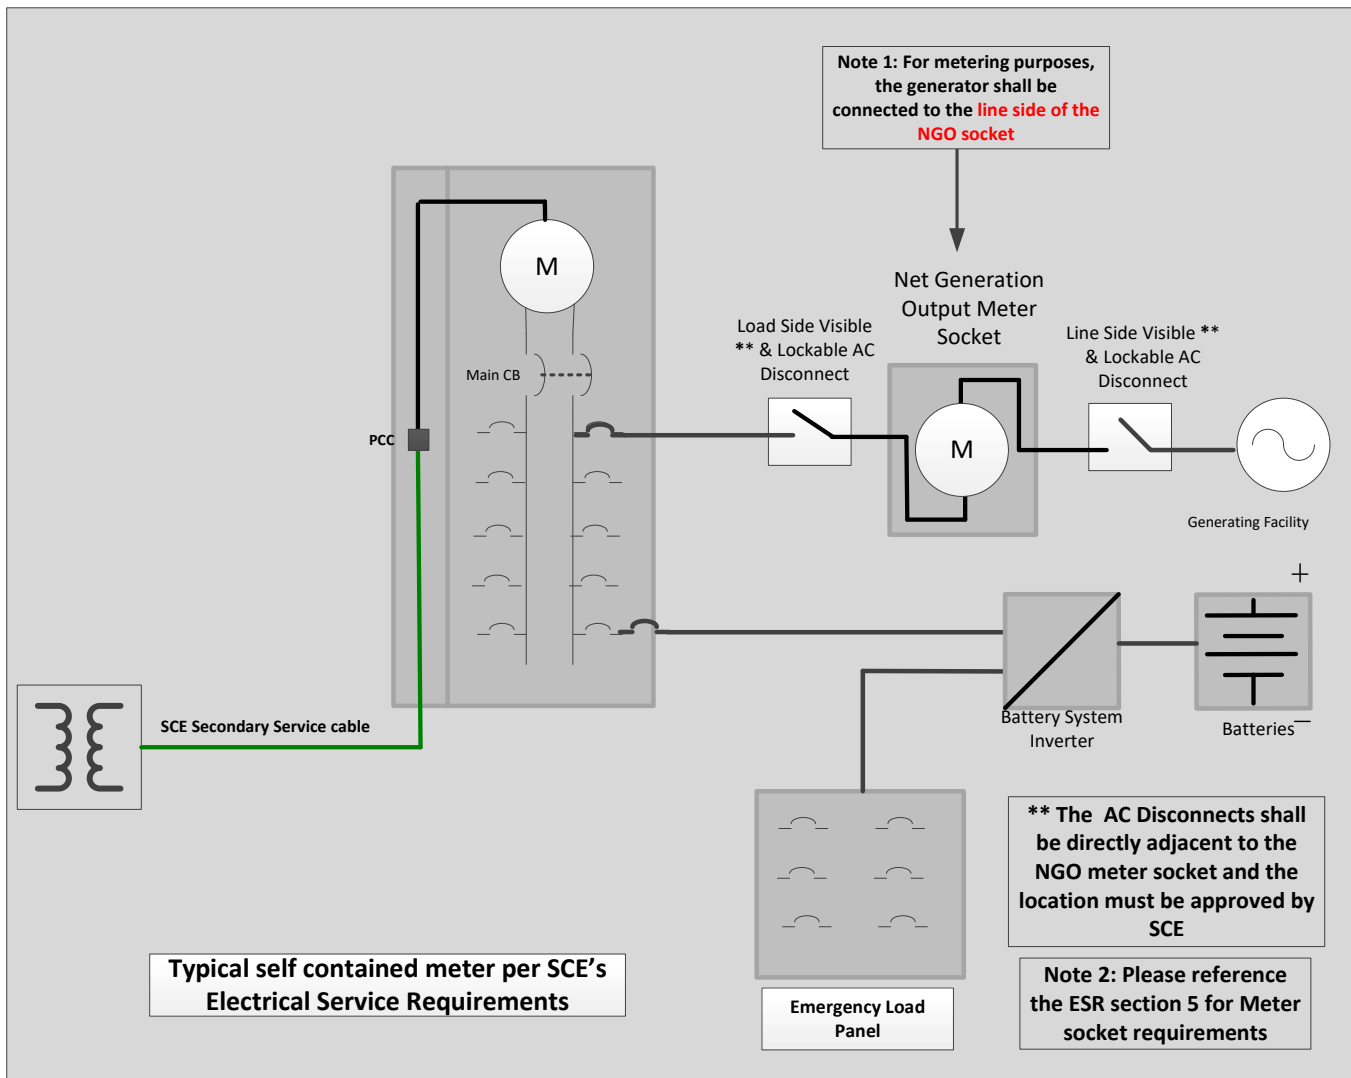 Note 1: For metering purposes,
the generator shall be
connected to the line side of the
NGO socket
Net Generation
Output Meter
Socket
Load Side Visible
** & Lockable AC
Disconnect
Line Side Visible **
& Lockable AC
Disconnect
M
Main CB
PCC
M
Generating Facility
+
SCE Secondary Service cable
Battery System
Inverter
Batteries
–
** The AC Disconnects shall
be directly adjacent to the
NGO meter socket and the
location must be approved by
SCE
Typical self contained meter per SCE’s
Electrical Service Requirements
Emergency Load
Panel
Note 2: Please reference
the ESR section 5 for Meter
socket requirements